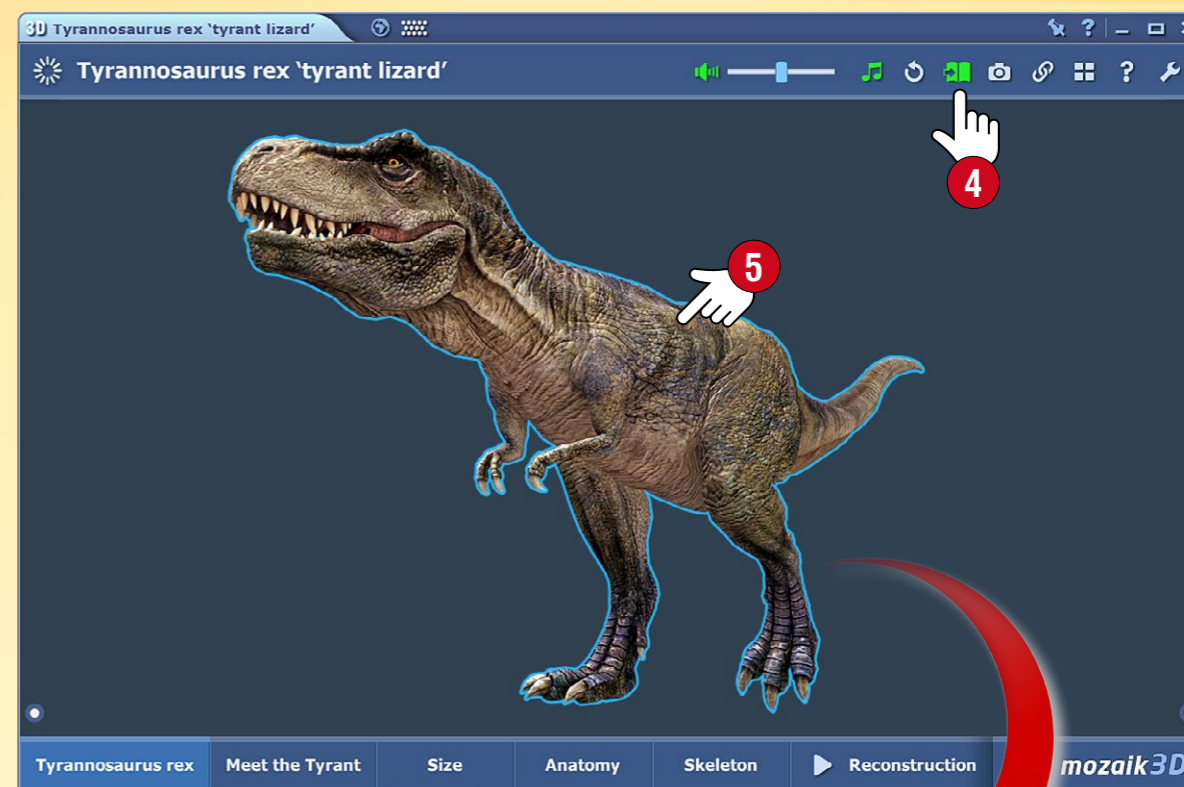 3D Tyrannosaurus rex ‘tyrant lizard’
?
Tyrannosaurus rex ‘tyrant lizard’
?
4
5
Tyrannosaurus rex
Meet the Tyrant
Size
Anatomy
Skeleton
Reconstruction
mozaik3D